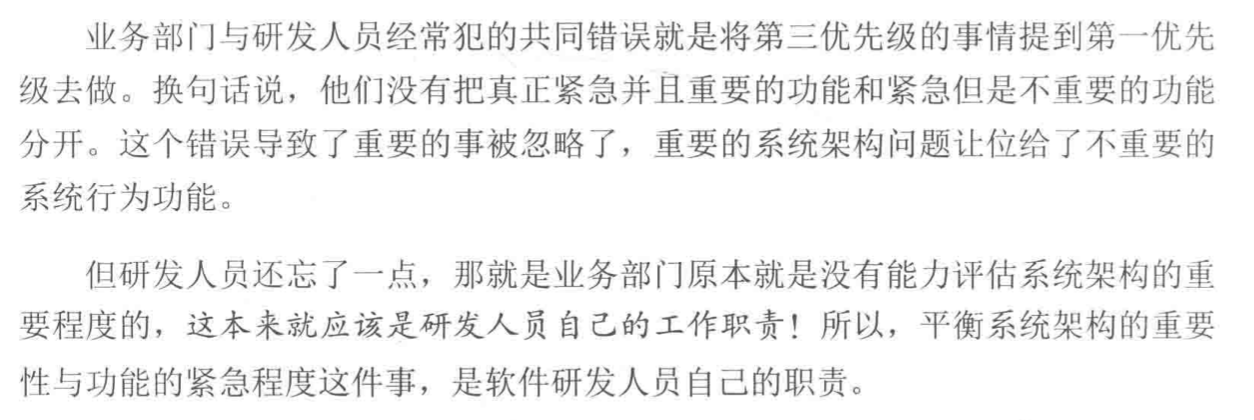 业务部门与研发人员经常犯的共同错误就是将第三优先级的事情提到第一优先
级去做。换句话说，他们没有把真正紧急并且重要的功能和紧急但是不重要的功能
分开。这个错误导致了重要的事被忽略了，重要的系统架构问题让位给了不重要的
系统行为功能。
但研发人员还忘了一点，那就是业务部门原本就是没有能力评估系统架构的重
要程度的，这本来就应该是研发人员自己的工作职责！所以，平衡系统架构的重要
性与功能的紧急程度这件事，是软件研发人员自己的职责。